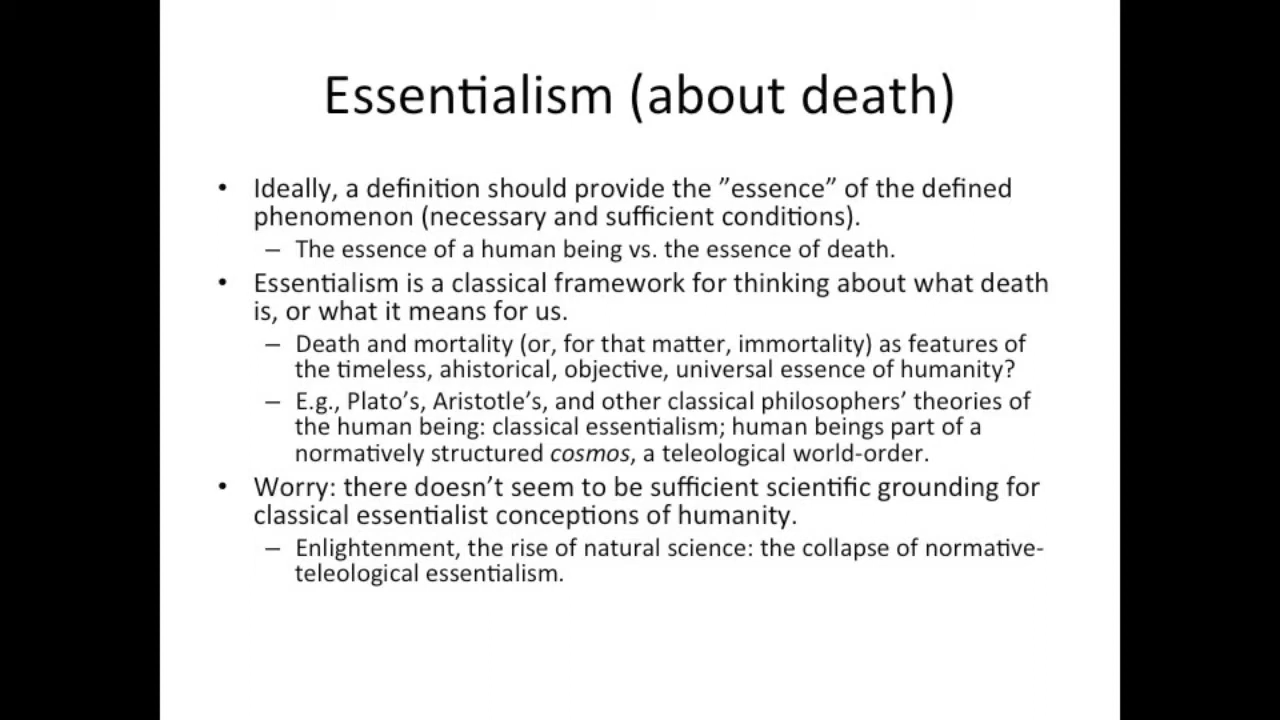 Essentialism (about death)
• Ideally, a definition should provide the ”essence” of the defined
phenomenon (necessary and sufficient conditions).
– The essence of a human being vs. the essence of death.
• Essentialism is a classical framework for thinking about what death
is, or what it means for us.
– Death and mortality (or, for that matter, immortality) as features of
the timeless, ahistorical, objective, universal essence of humanity?
– E.g., Plato’s, Aristotle’s, and other classical philosophers’ theories of
the human being: classical essentialism; human beings part of a
normatively structured cosmos, a teleological world-order.
• Worry: there doesn’t seem to be sufficient scientific grounding for
classical essentialist conceptions of humanity.
– Enlightenment, the rise of natural science: the collapse of normative-
teleological essentialism.